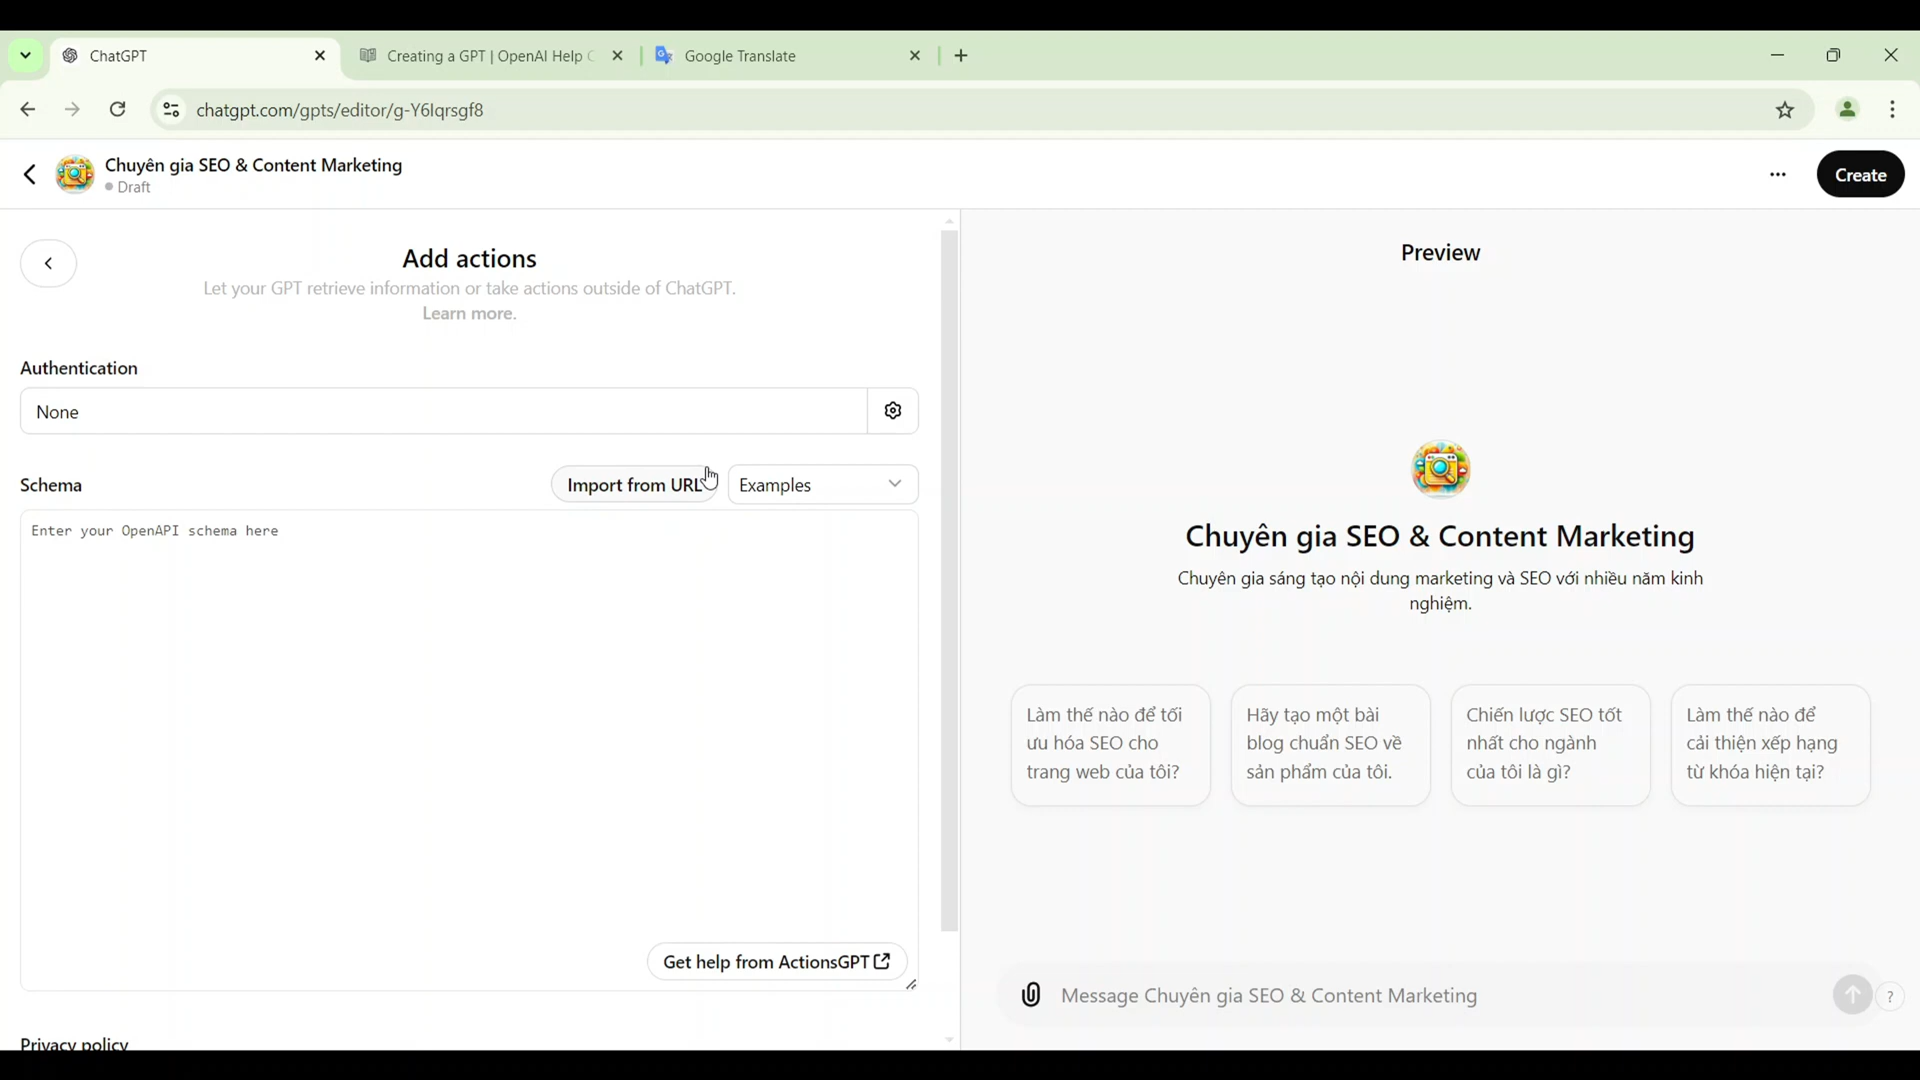 ChatGPT
Creating a GPT | OpenAI Help C
Google Translate
chatgpt.com/gpts/editor/g-Y6lqrsgf8
Chuyên gia SEO & Content Marketing
Draft
Create
Add actions
Let your GPT retrieve information or take actions outside of ChatGPT.
Learn more.
Authentication
None
Schema
Import from URL
Examples
Enter your OpenAPI schema here
Get help from ActionsGPT
Privacy policy
Preview
Chuyên gia SEO & Content Marketing
Chuyên gia sáng tạo nội dung marketing và SEO với nhiều năm kinh
nghiệm.
Làm thế nào để tối
ưu hóa SEO cho
trang web của tôi?
Hãy tạo một bài
blog chuẩn SEO về
sản phẩm của tôi.
Chiến lược SEO tốt
nhất cho ngành
của tôi là gì?
Làm thế nào để
cải thiện xếp hạng
từ khóa hiện tại?
Message Chuyên gia SEO & Content Marketing
?